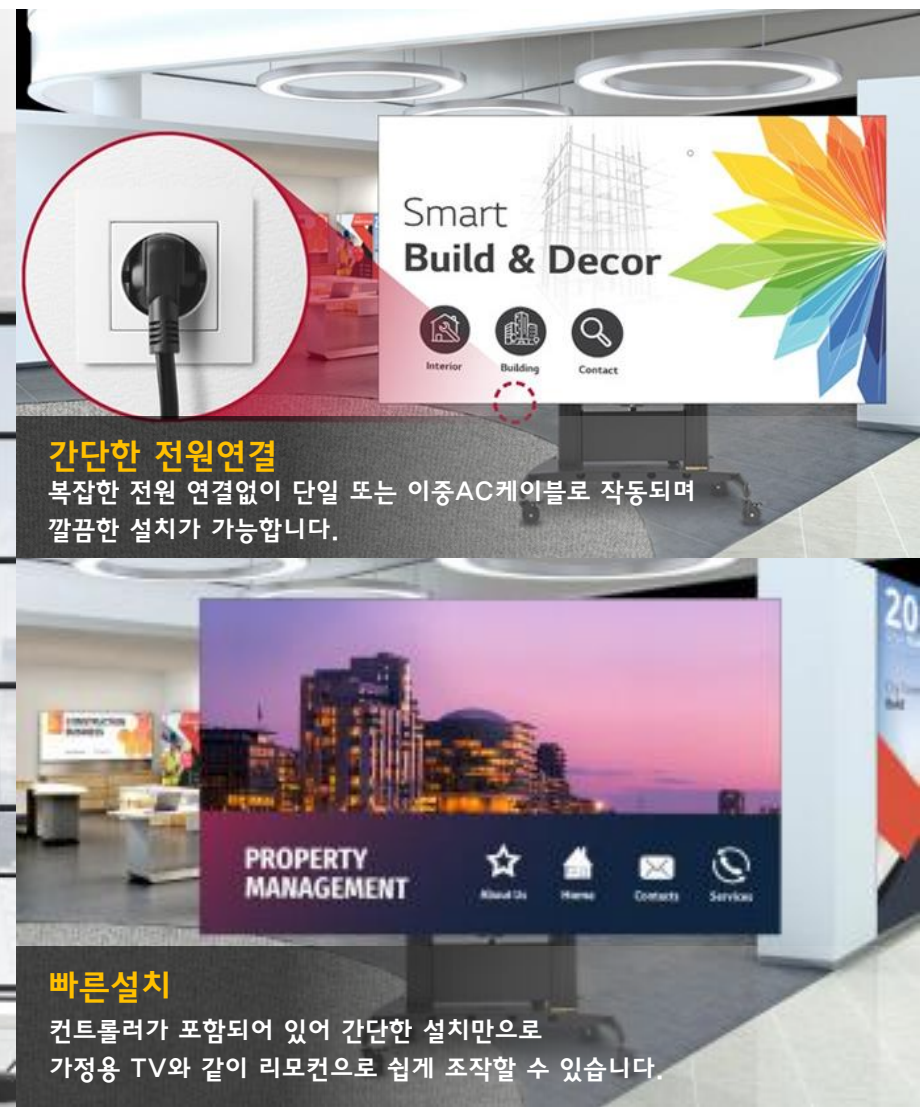 Smart
Build & Decor
Interior
Building
Contact
간단한 전원연결
복잡한 전원 연결없이 단일 또는 이중AC케이블로 작동되며
깔끔한 설치가 가능합니다.
20
CONSTRUCTION
BUSINESS
PROPERTY
MANAGEMENT
About Us
Home
Contacts
Services
빠른설치
컨트롤러가 포함되어 있어 간단한 설치만으로
가정용 TV와 같이 리모컨으로 쉽게 조작할 수 있습니다.